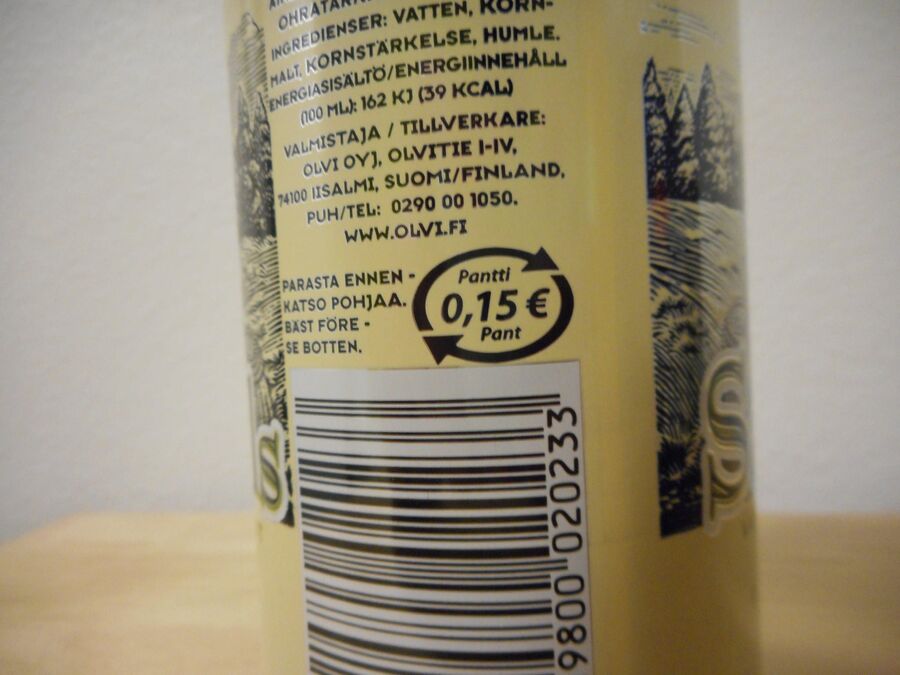 OHRATÄRK
INGREDIENSER: VATTEN, KORN-
MALT, KORNSTÄRKELSE, HUMLE.
ENERGIASISÄLTÖ/ENERGIINNEHÅLL
(100 ML): 162 KJ (39 KCAL)
VALMISTAJA / TILLVERKARE:
OLVI OYJ, OLVITIE I-IV,
74100 IISALMI, SUOMI/FINLAND,
PUH/TEL: 0290 00 1050.
WWW.OLVI.FI
PARASTA ENNEN -
KATSO POHJAA.
BÄST FÖRE -
SE BOTTEN.
Pantti
0,15 €
Pant
9800 020233
S
S